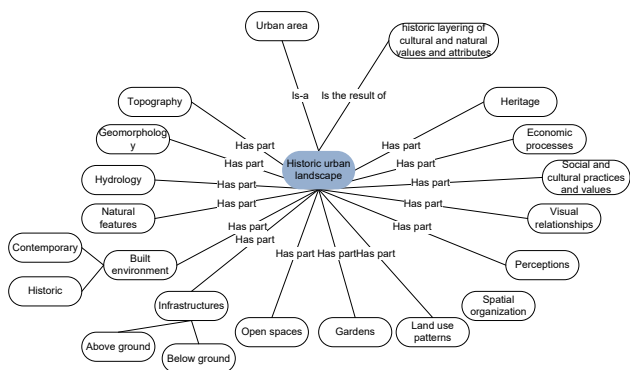 Urban area
historic layering of
cultural and natural
values and attributes
Is-a
Is the result of
Topography
Heritage
Geomorpholog
y
Has part
Has part
Economic
processes
Has part
Historic urban
landscape
Has part
Hydrology
Has part
Has part
Social and
cultural practices
and values
Natural
features
Has part
Has part
Visual
relationships
Has part
Has part
Has part
Contemporary
Built
environment
Has part
Has part
Has part
Perceptions
Historic
Infrastructures
Spatial
organization
Open spaces
Gardens
Land use
patterns
Above ground
Below ground